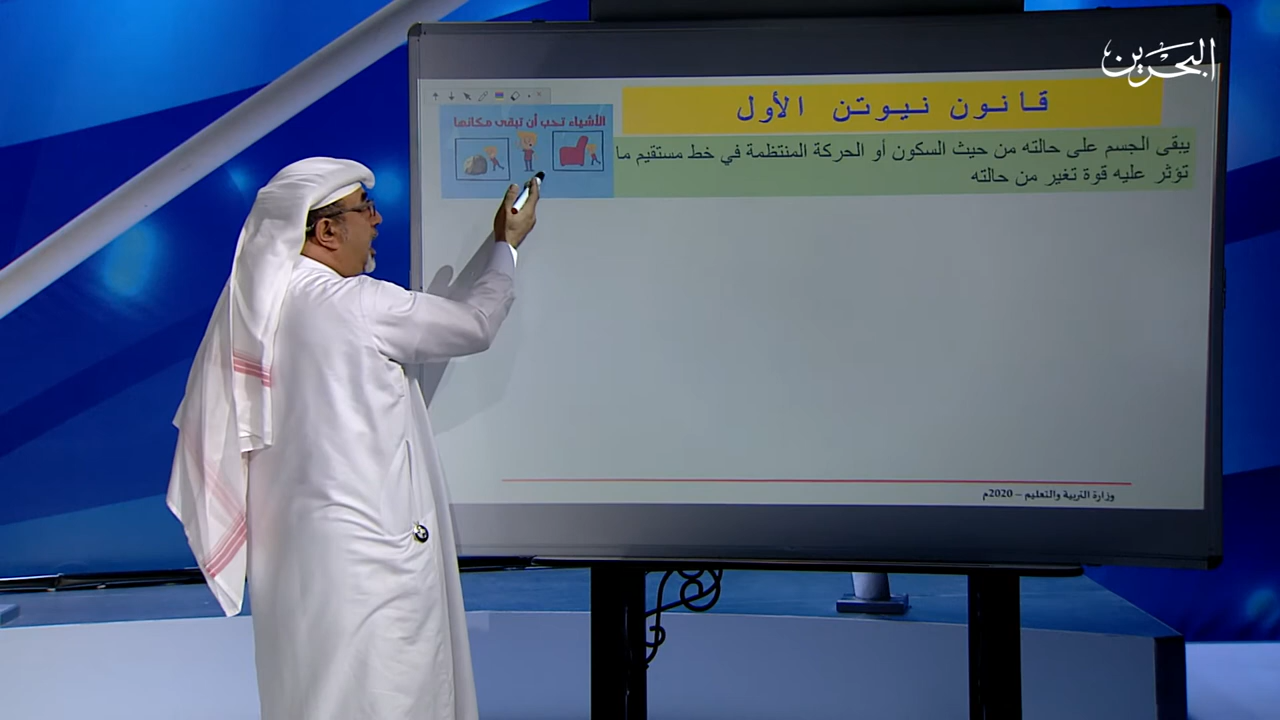 البحرين
قانون نيوتن الأول
يبقى الجسم على حالته من حيث السكون أو الحركة المنتظمة في خط مستقيم ما
تؤثر عليه قوة تغير من حالته
الأشياء تحب أن تبقى مكانها
وزارة التربية والتعليم – 2020م